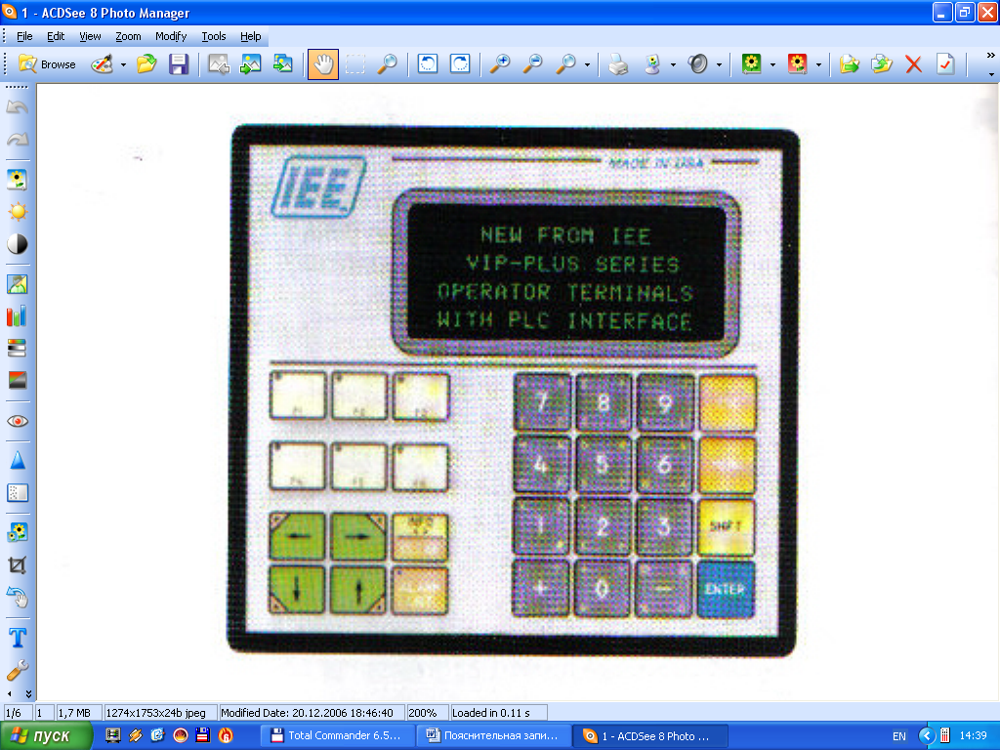 1 - ACDSee 8 Photo Manager
File Edit View Zoom Modify Tools Help
Browse
MADE IN USA
IEE
NEW FROM IEE
VIP-PLUS SERIES
OPERATOR TERMINALS
WITH PLC INTERFACE
7 8 9
4 5 6
1 2 3 SHIFT
+ 0 - ENTER
1/6 1 1,7 MB 1274x1753x24b jpeg Modified Date: 20.12.2006 18:46:40 200% Loaded in 0.11 s
пуск Total Commander 6.5... Пояснительная запи... 1 - ACDSee 8 Photo ... EN 14:39